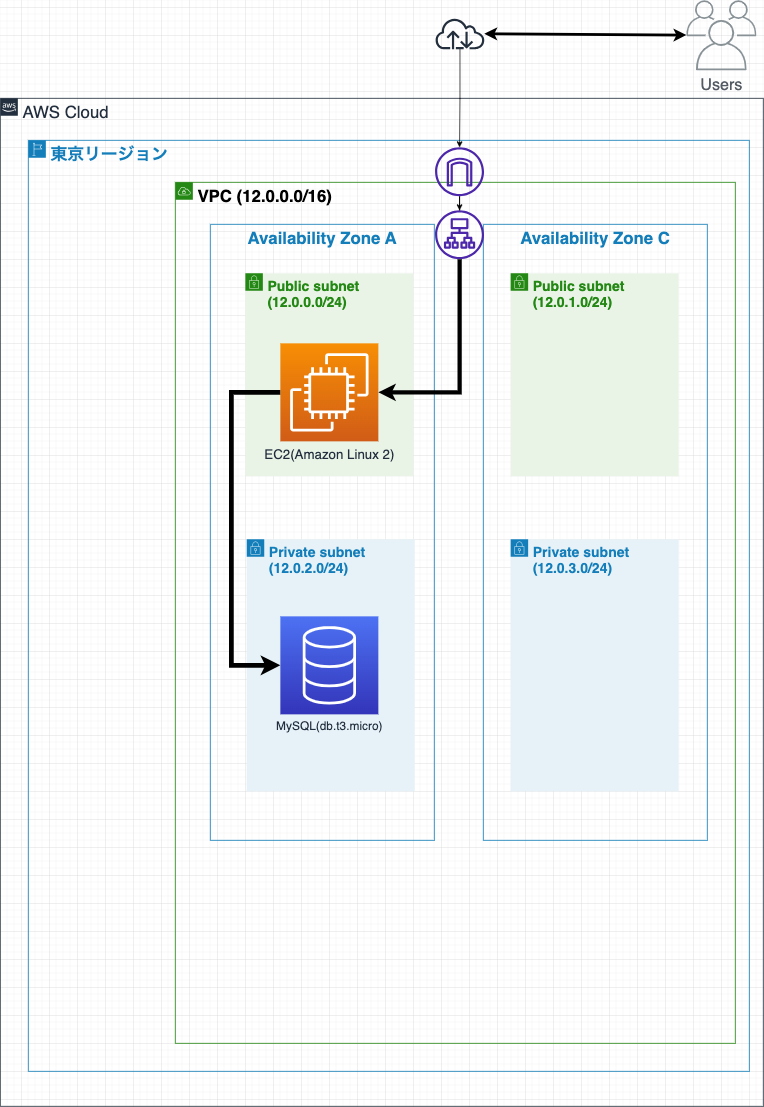 Users
aws
AWS Cloud
東京リージョン
VPC (12.0.0.0/16)
Availability Zone A
Availability Zone C
Public subnet
(12.0.0.0/24)
Public subnet
(12.0.1.0/24)
EC2(Amazon Linux 2)
Private subnet
(12.0.2.0/24)
Private subnet
(12.0.3.0/24)
MySQL(db.t3.micro)